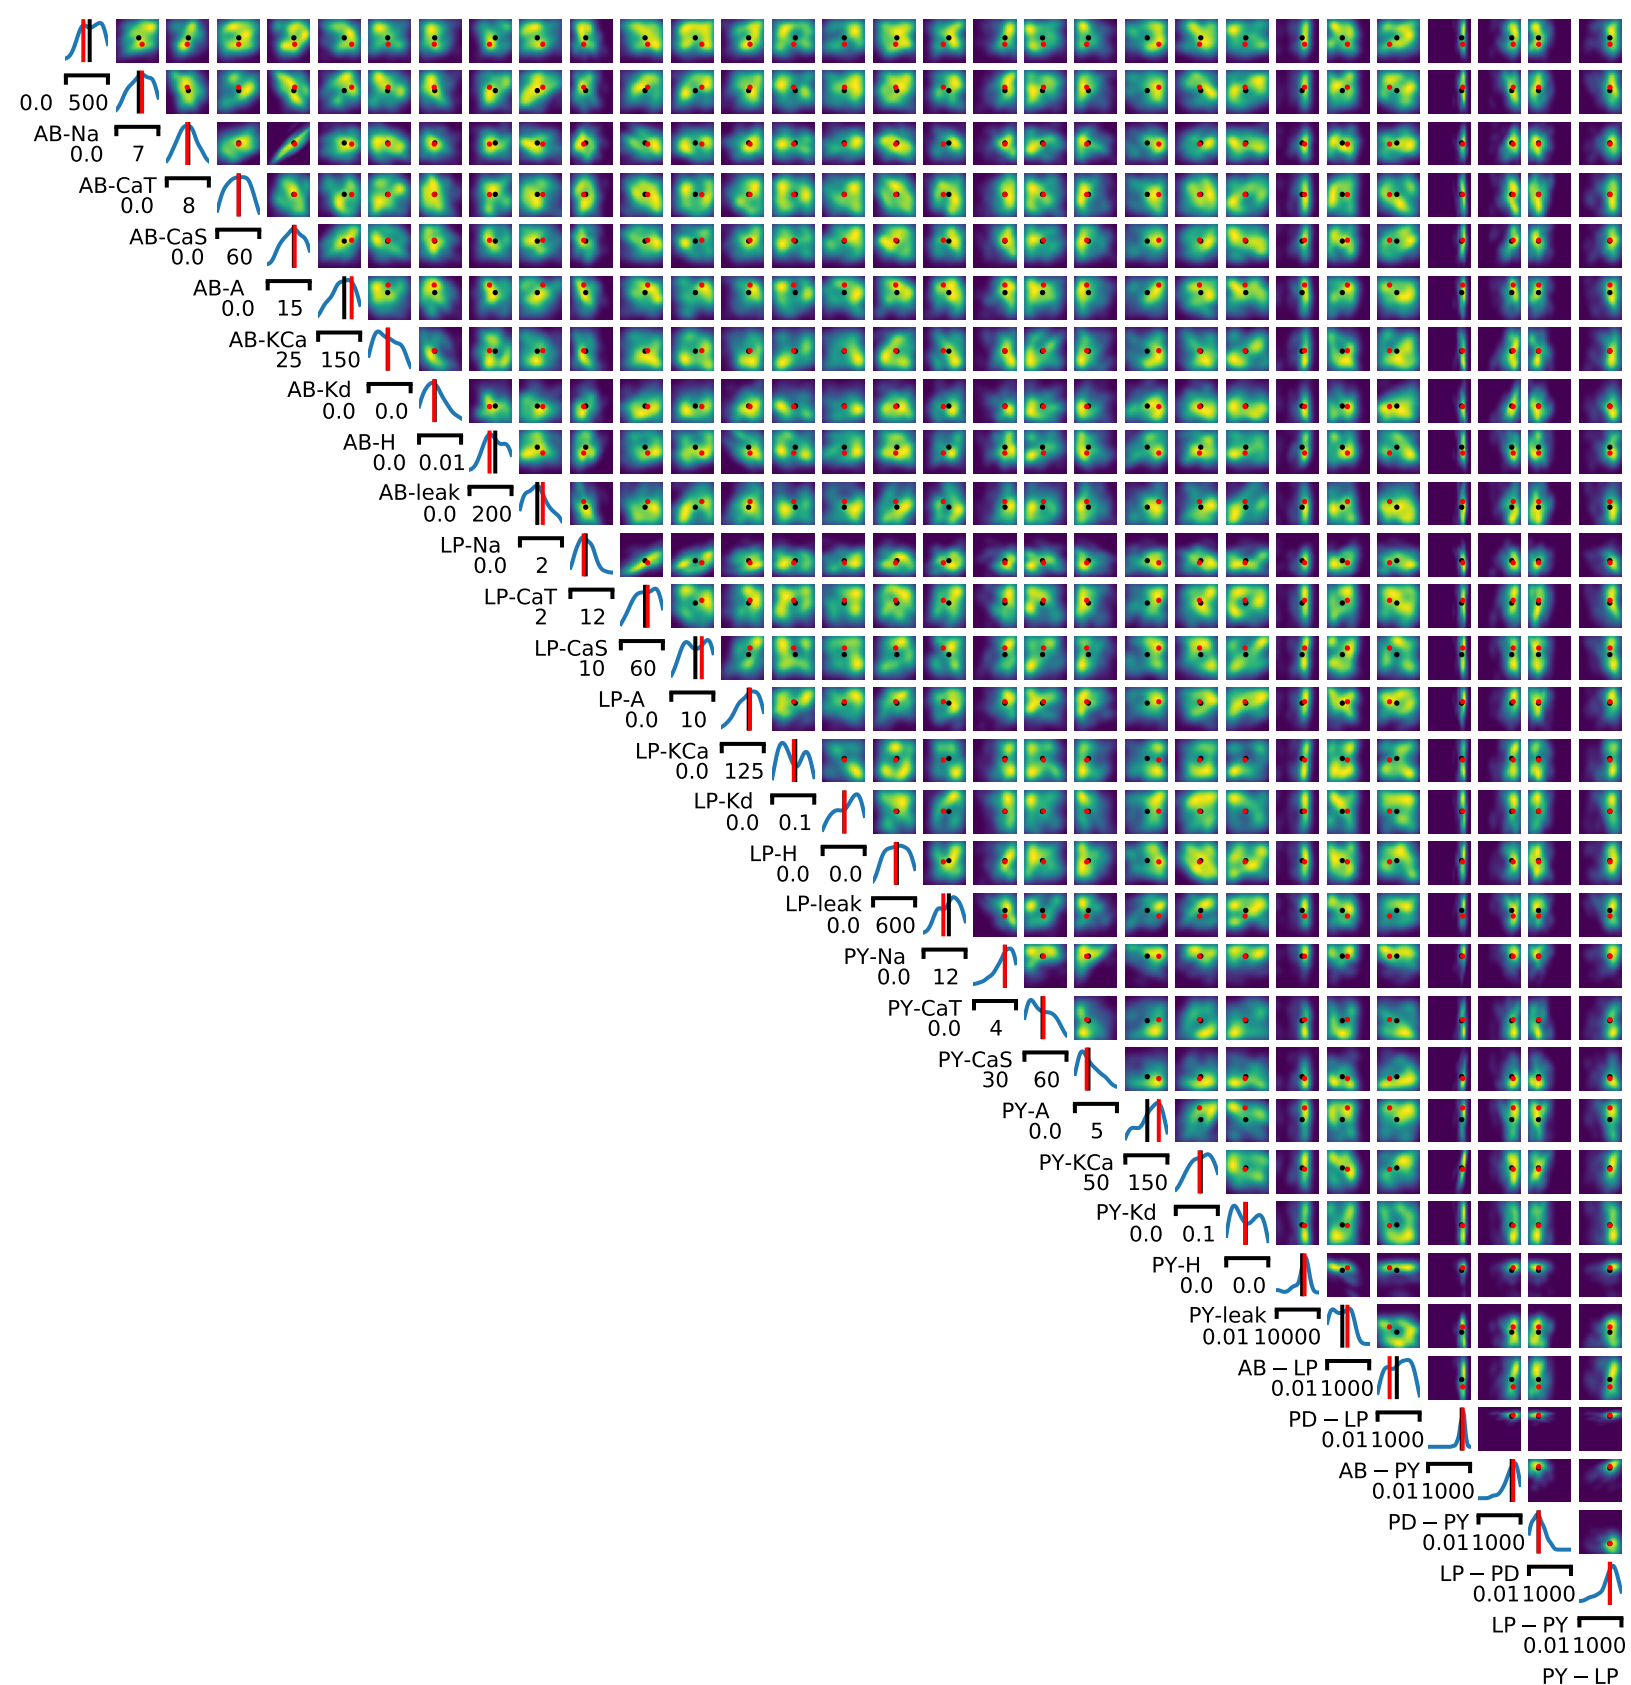 0.0 500
AB-Na
0.0 7
AB-CaT
0.0 8
AB-CaS
0.0 60
AB-A
0.0 15
AB-KCa
25 150
AB-Kd
0.0 0.0
AB-H
0.0 0.01
AB-leak
0.0 200
LP-Na
0.0 2
LP-CaT
2 12
LP-CaS
10 60
LP-A
0.0 10
LP-KCa
0.0 125
LP-Kd
0.0 0.1
LP-H
0.0 0.0
LP-leak
0.0 600
PY-Na
0.0 12
PY-CaT
0.0 4
PY-CaS
30 60
PY-A
0.0 5
PY-KCa
50 150
PY-Kd
0.0 0.1
PY-H
0.0 0.0
PY-leak
0.01 10000
AB – LP
0.01 1000
PD – LP
0.01 1000
AB – PY
0.01 1000
PD – PY
0.01 1000
LP – PD
0.01 1000
LP – PY
0.01 1000
PY – LP